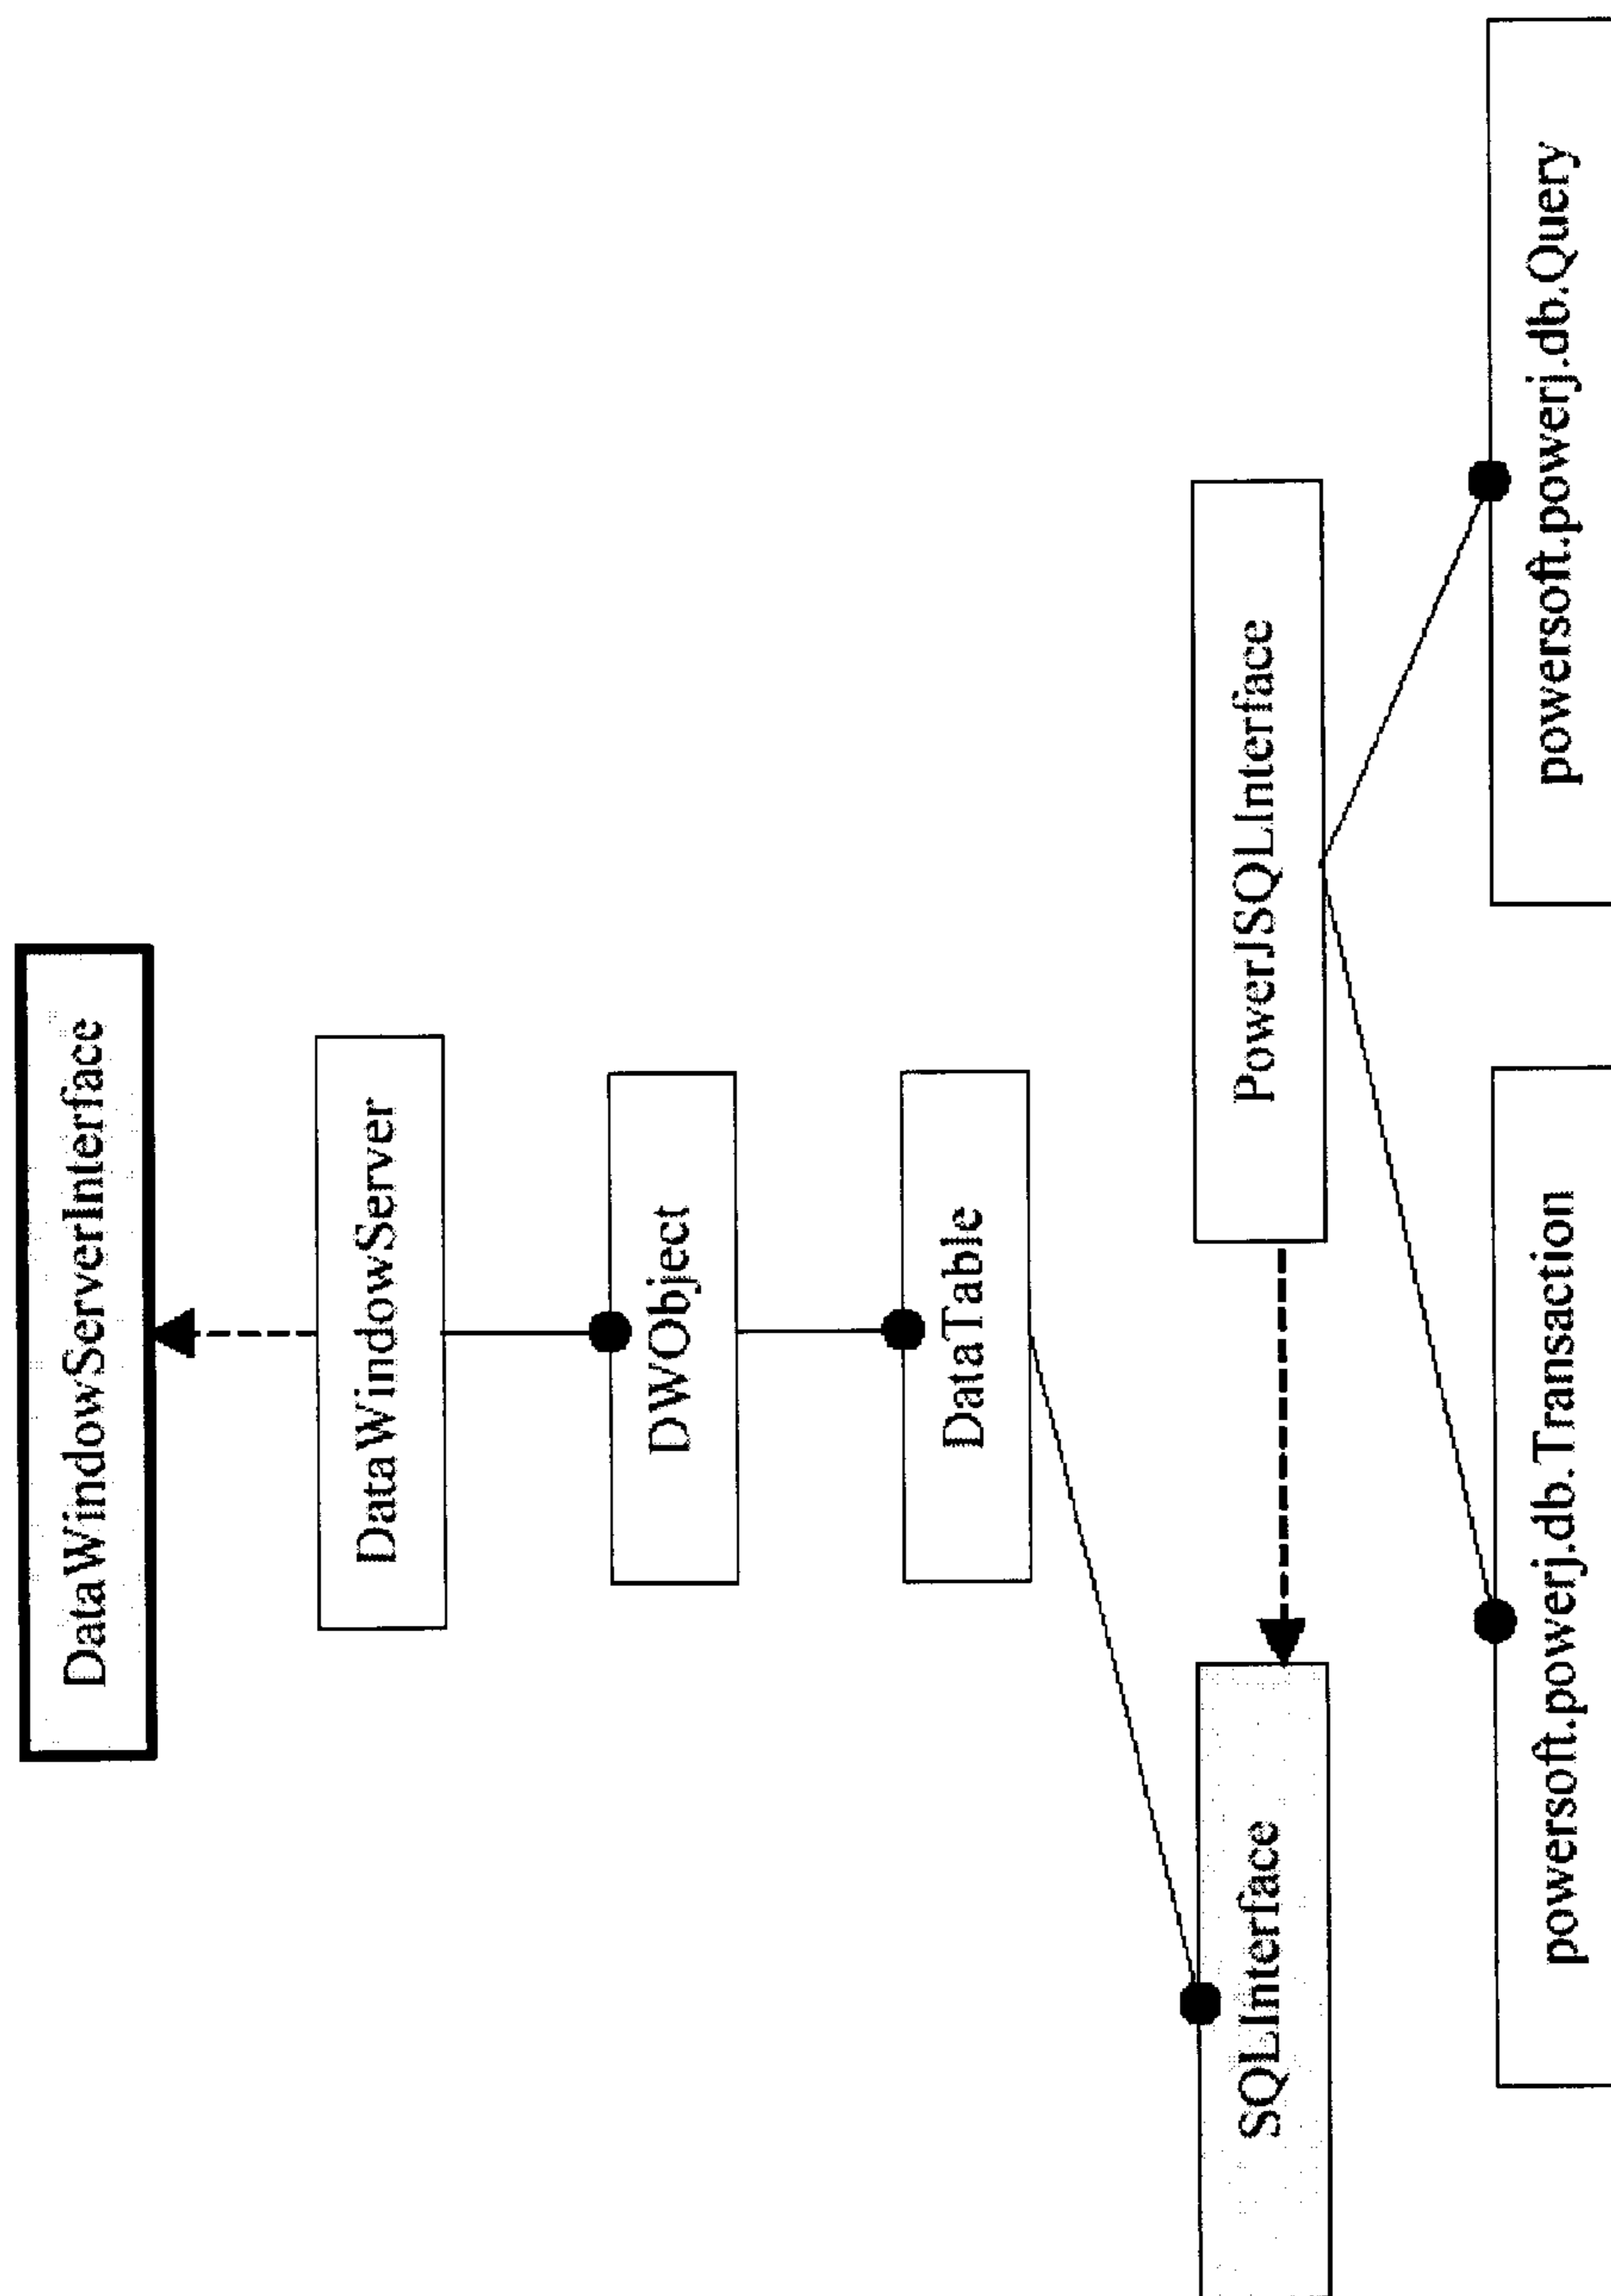 DataWindowServerInterface
DataWindowServer
DWObject
DataTable
SQLInterface
PowerJSQLInterface
powersoft.powerj.db.Transaction
powersoft.powerj.db.Query